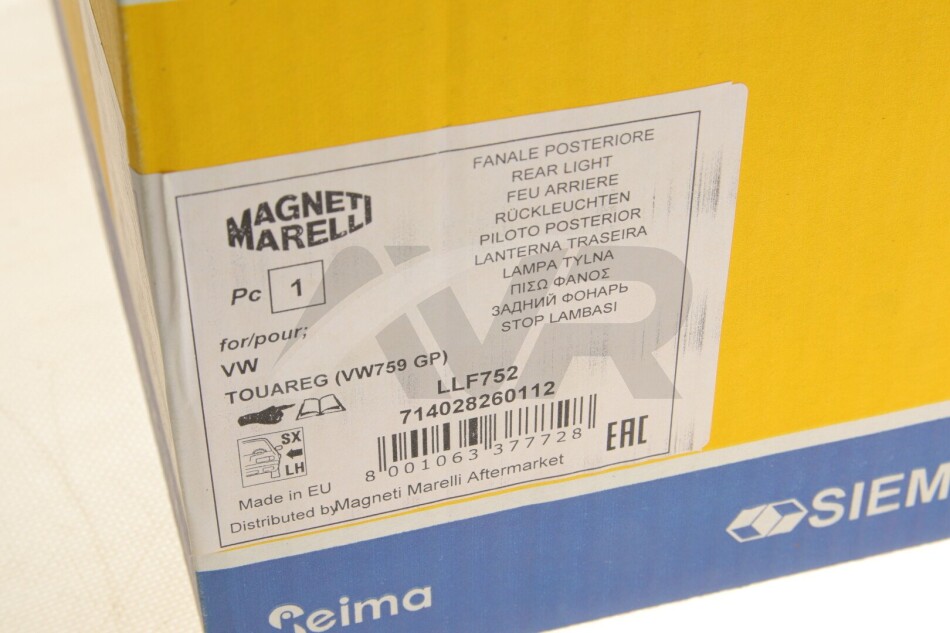 MAGNETI
MARELLI
Pc 1
for/pour;
VW
TOUAREG (VW759 GP)
FANALE POSTERIORE
REAR LIGHT
FEU ARRIERE
RÜCKLEUCHTEN
PILOTO POSTERIOR
LANTERNA TRASEIRA
LAMPA TYLNA
ΠΙΣΩ ΦΑΝΟΣ
ЗАДНИЙ ФОНАРЬ
STOP LAMBASI
LLF752
714028260112
8 001063 377728
EAC
SX
LH
Made in EU
Distributed by Magneti Marelli Aftermarket
AVR
SIEM
Reima